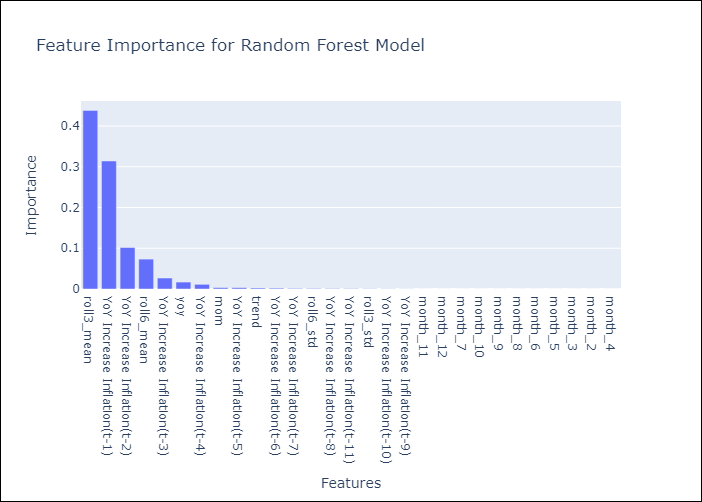 Feature Importance for Random Forest Model
Importance
0.4
0.3
0.2
0.1
0
roll3_mean
YoY Increase Inflation(t-1)
YoY Increase Inflation(t-2)
roll6_mean
YoY Increase Inflation(t-3)
yoy
YoY Increase Inflation(t-4)
mom
YoY Increase Inflation(t-5)
trend
YoY Increase Inflation(t-6)
YoY Increase Inflation(t-7)
roll6_std
YoY Increase Inflation(t-8)
YoY Increase Inflation(t-11)
roll3_std
YoY Increase Inflation(t-10)
YoY Increase Inflation(t-9)
month_11
month_12
month_7
month_10
month_9
month_8
month_6
month_5
month_3
month_2
month_4
Features